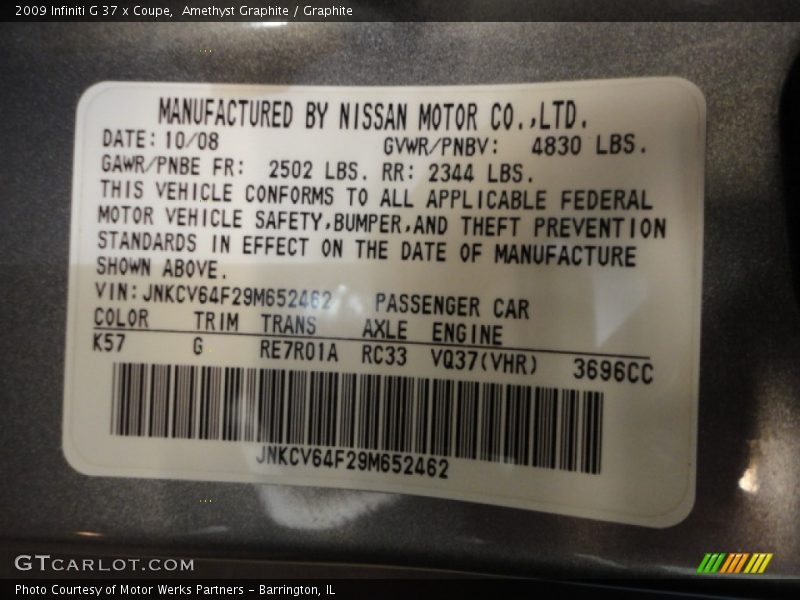 2009 Infiniti G 37 x Coupe,  Amethyst Graphite / Graphite
MANUFACTURED BY NISSAN MOTOR CO.,LTD.
DATE: 10/08 GVWR/PNBV: 4830 LBS.
GAWR/PNBE FR: 2502 LBS. RR: 2344 LBS.
THIS VEHICLE CONFORMS TO ALL APPLICABLE FEDERAL
MOTOR VEHICLE SAFETY,BUMPER,AND THEFT PREVENTION
STANDARDS IN EFFECT ON THE DATE OF MANUFACTURE
SHOWN ABOVE.
VIN: JNKCV64F29M652462 PASSENGER CAR
COLOR TRIM TRANS AXLE ENGINE
K57 G RE7R01A RC33 VQ37(VHR) 3696CC
JNKCV64F29M652462
GTCARLOT.COM
Photo Courtesy of Motor Werks Partners - Barrington, IL